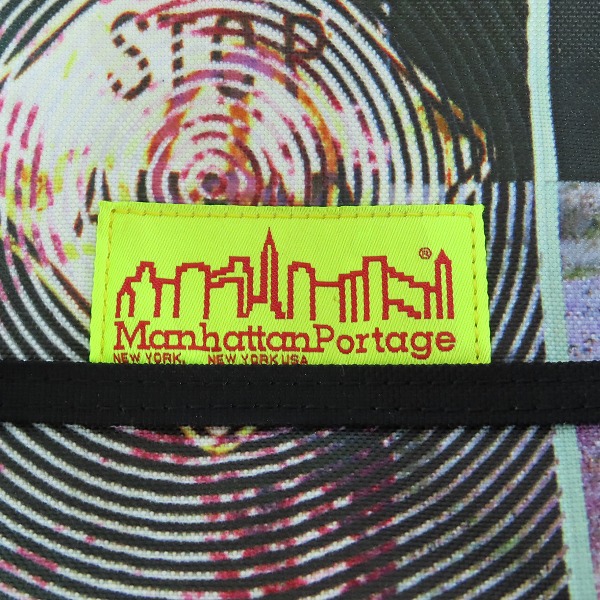 STAR
®
ManhattanPortage
NEW YORK, NEW YORK USA